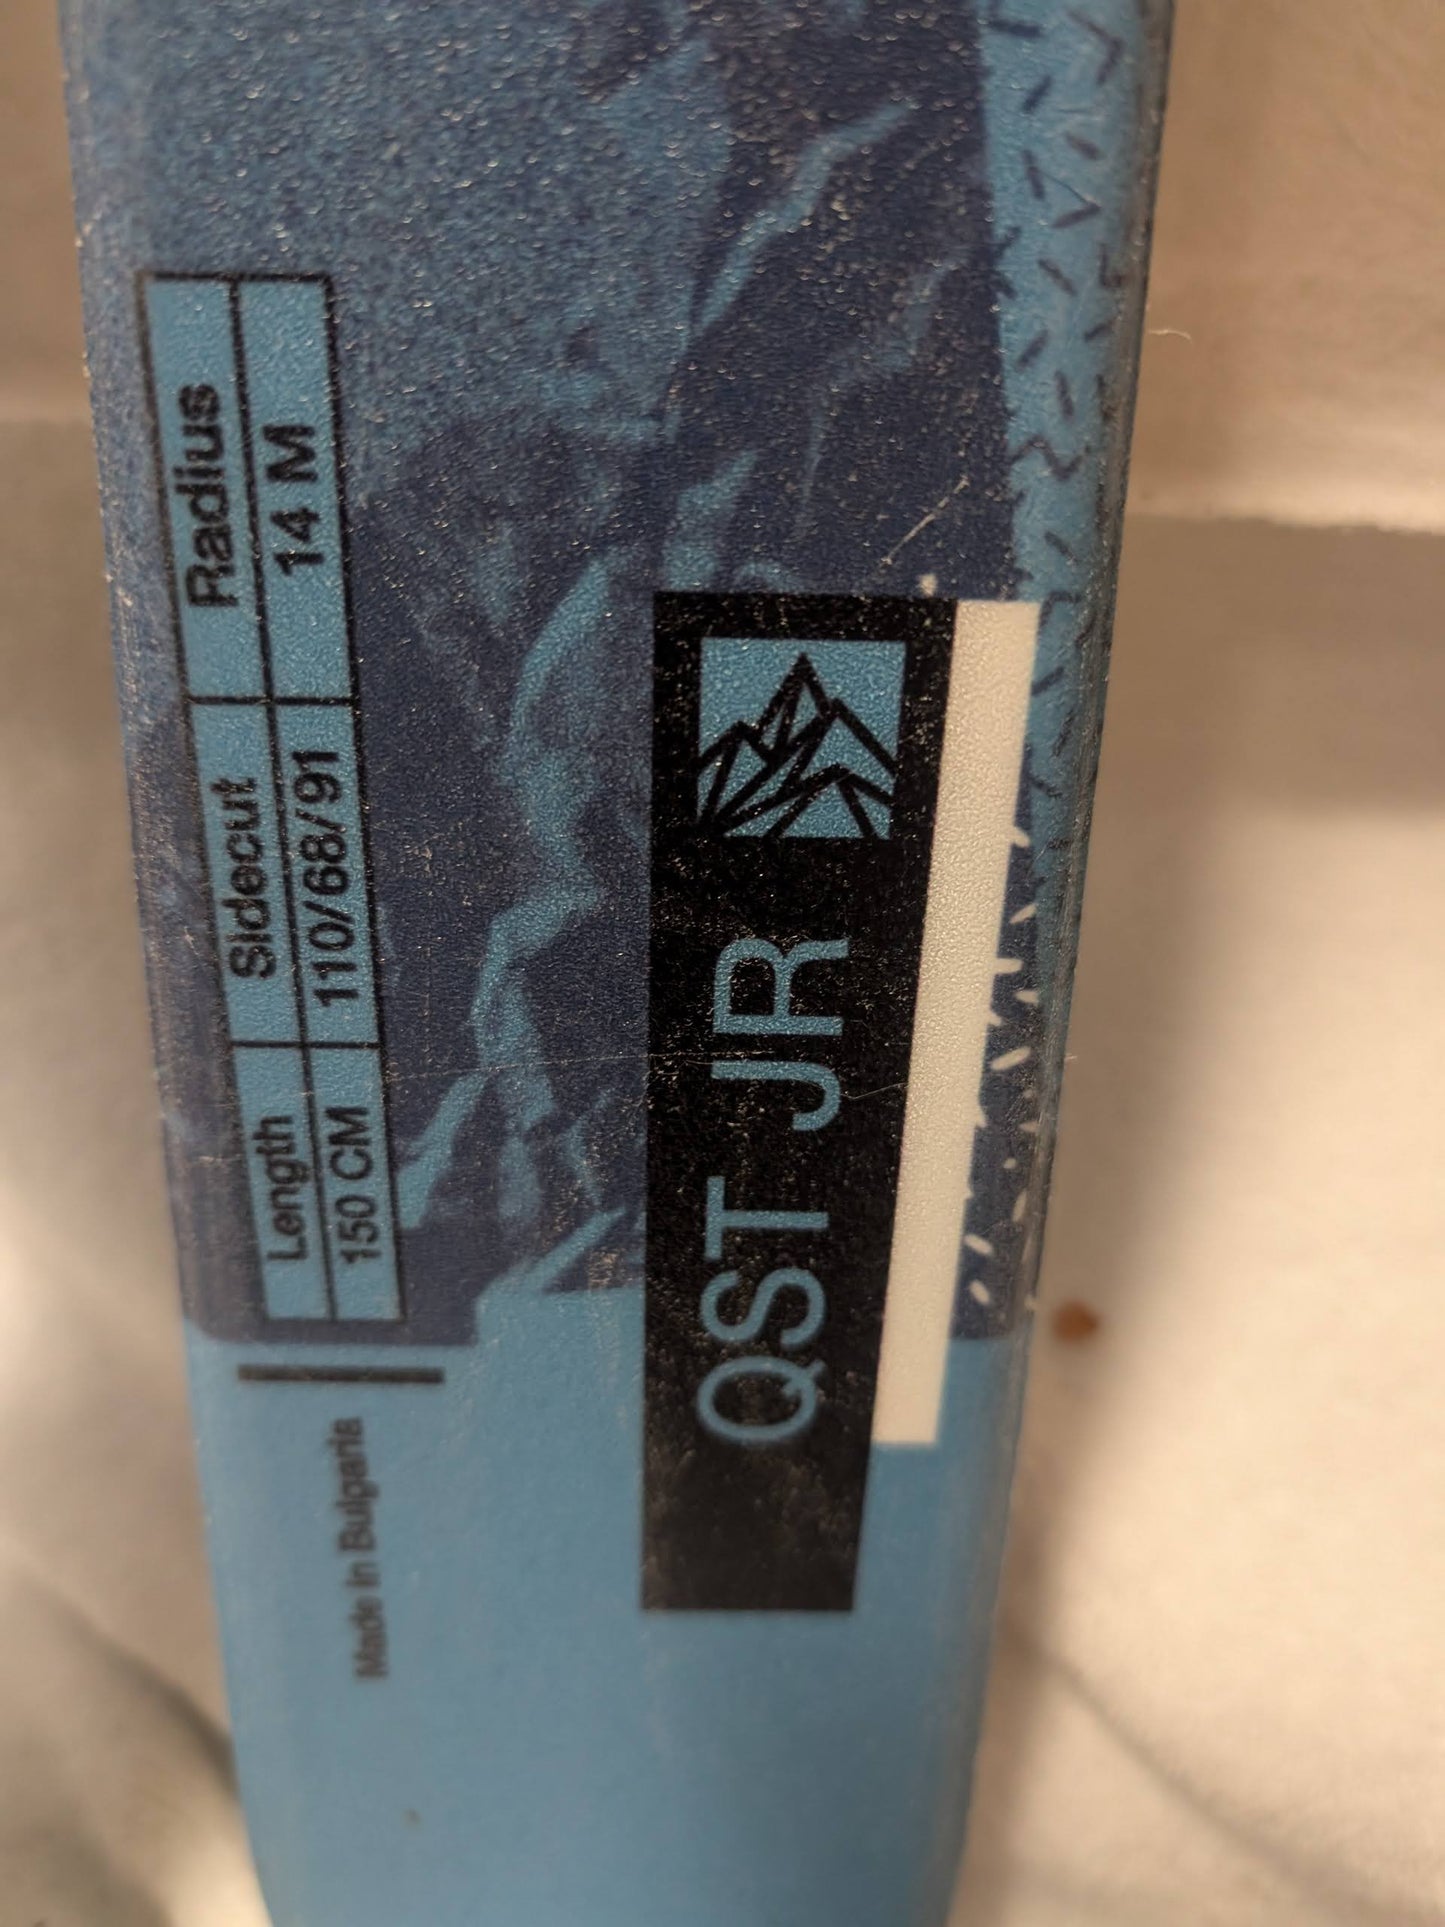 Length Sidecut Radius
150 CM 110/68/91 14 M
Made in Bulgaria
QST JR